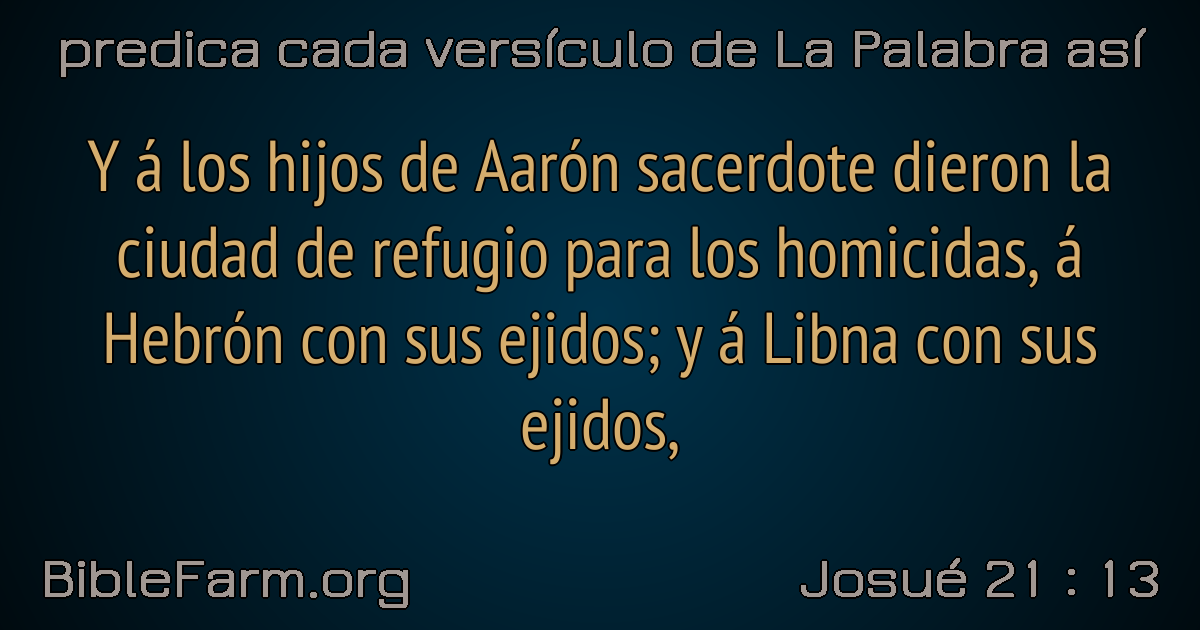 predica cada versículo de La Palabra así
Y á los hijos de Aarón sacerdote dieron la
ciudad de refugio para los homicidas, á
Hebrón con sus ejidos; y á Libna con sus
ejidos,
BibleFarm.org
Josué 21 : 13